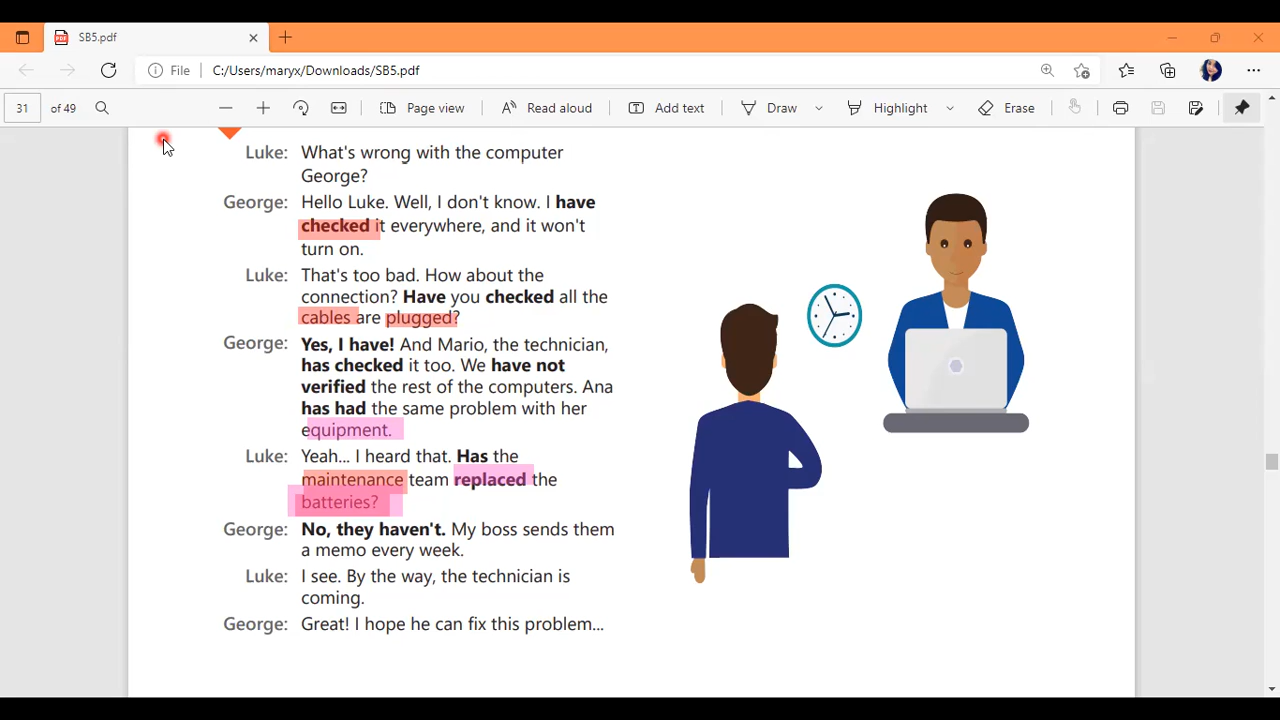 SB5.pdf
File C:/Users/maryx/Downloads/SB5.pdf
31 of 49 Page view Read aloud Add text Draw Highlight Erase
Luke: What's wrong with the computer
George?
George: Hello Luke. Well, I don't know. I have
checked it everywhere, and it won't
turn on.
Luke: That's too bad. How about the
connection? Have you checked all the
cables are plugged?
George: Yes, I have! And Mario, the technician,
has checked it too. We have not
verified the rest of the computers. Ana
has had the same problem with her
equipment.
Luke: Yeah... I heard that. Has the
maintenance team replaced the
batteries?
George: No, they haven't. My boss sends them
a memo every week.
Luke: I see. By the way, the technician is
coming.
George: Great! I hope he can fix this problem...